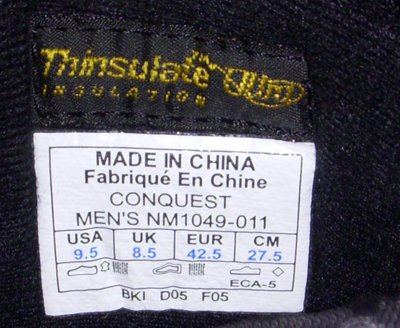 Thinsulate Ultra
INSULATION
MADE IN CHINA
Fabriqué En Chine
CONQUEST
MEN'S NM1049-011
USA UK EUR CM
9.5 8.5 42.5 27.5
ECA-5
BKI D05 F05